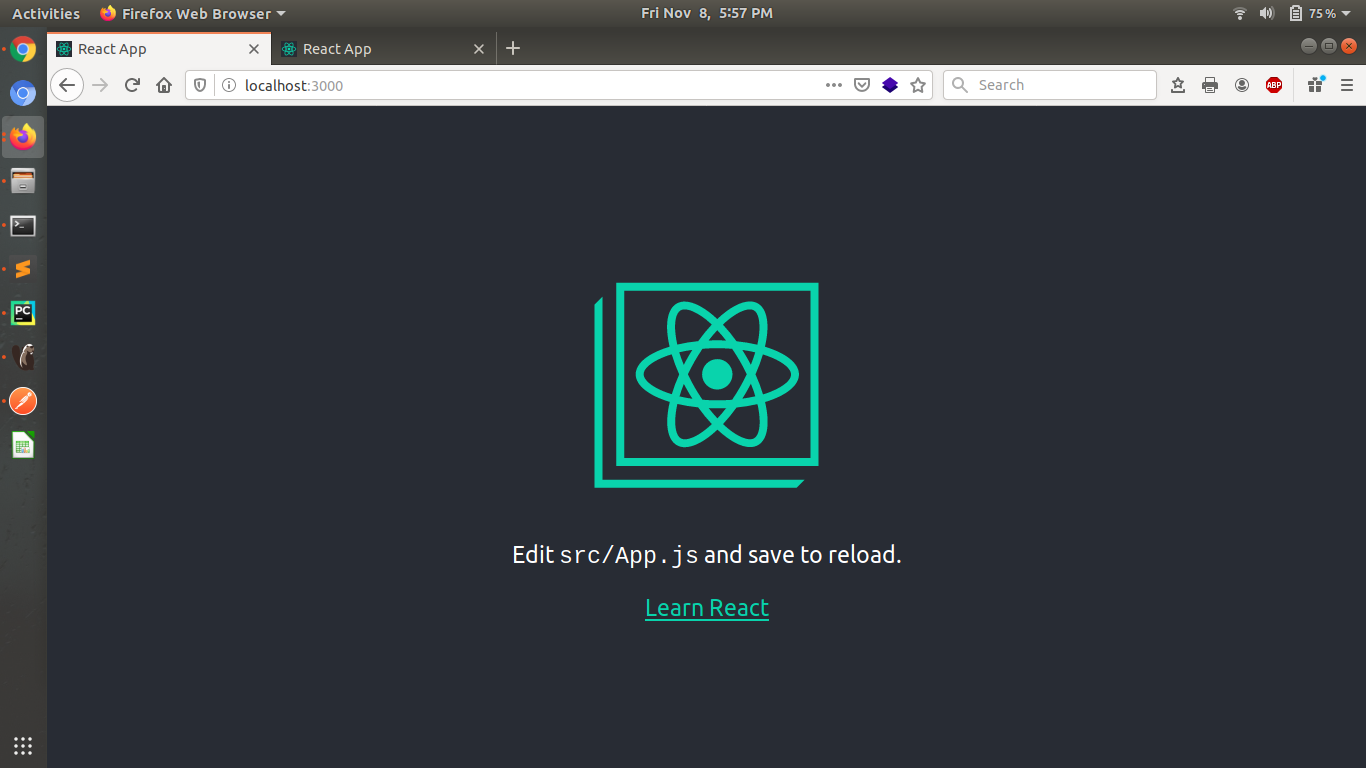 Activities
Firefox Web Browser
Fri Nov 8, 5:57 PM
75%
React App
React App
localhost:3000
Search
ABP
PC
Edit src/App.js and save to reload.
Learn React